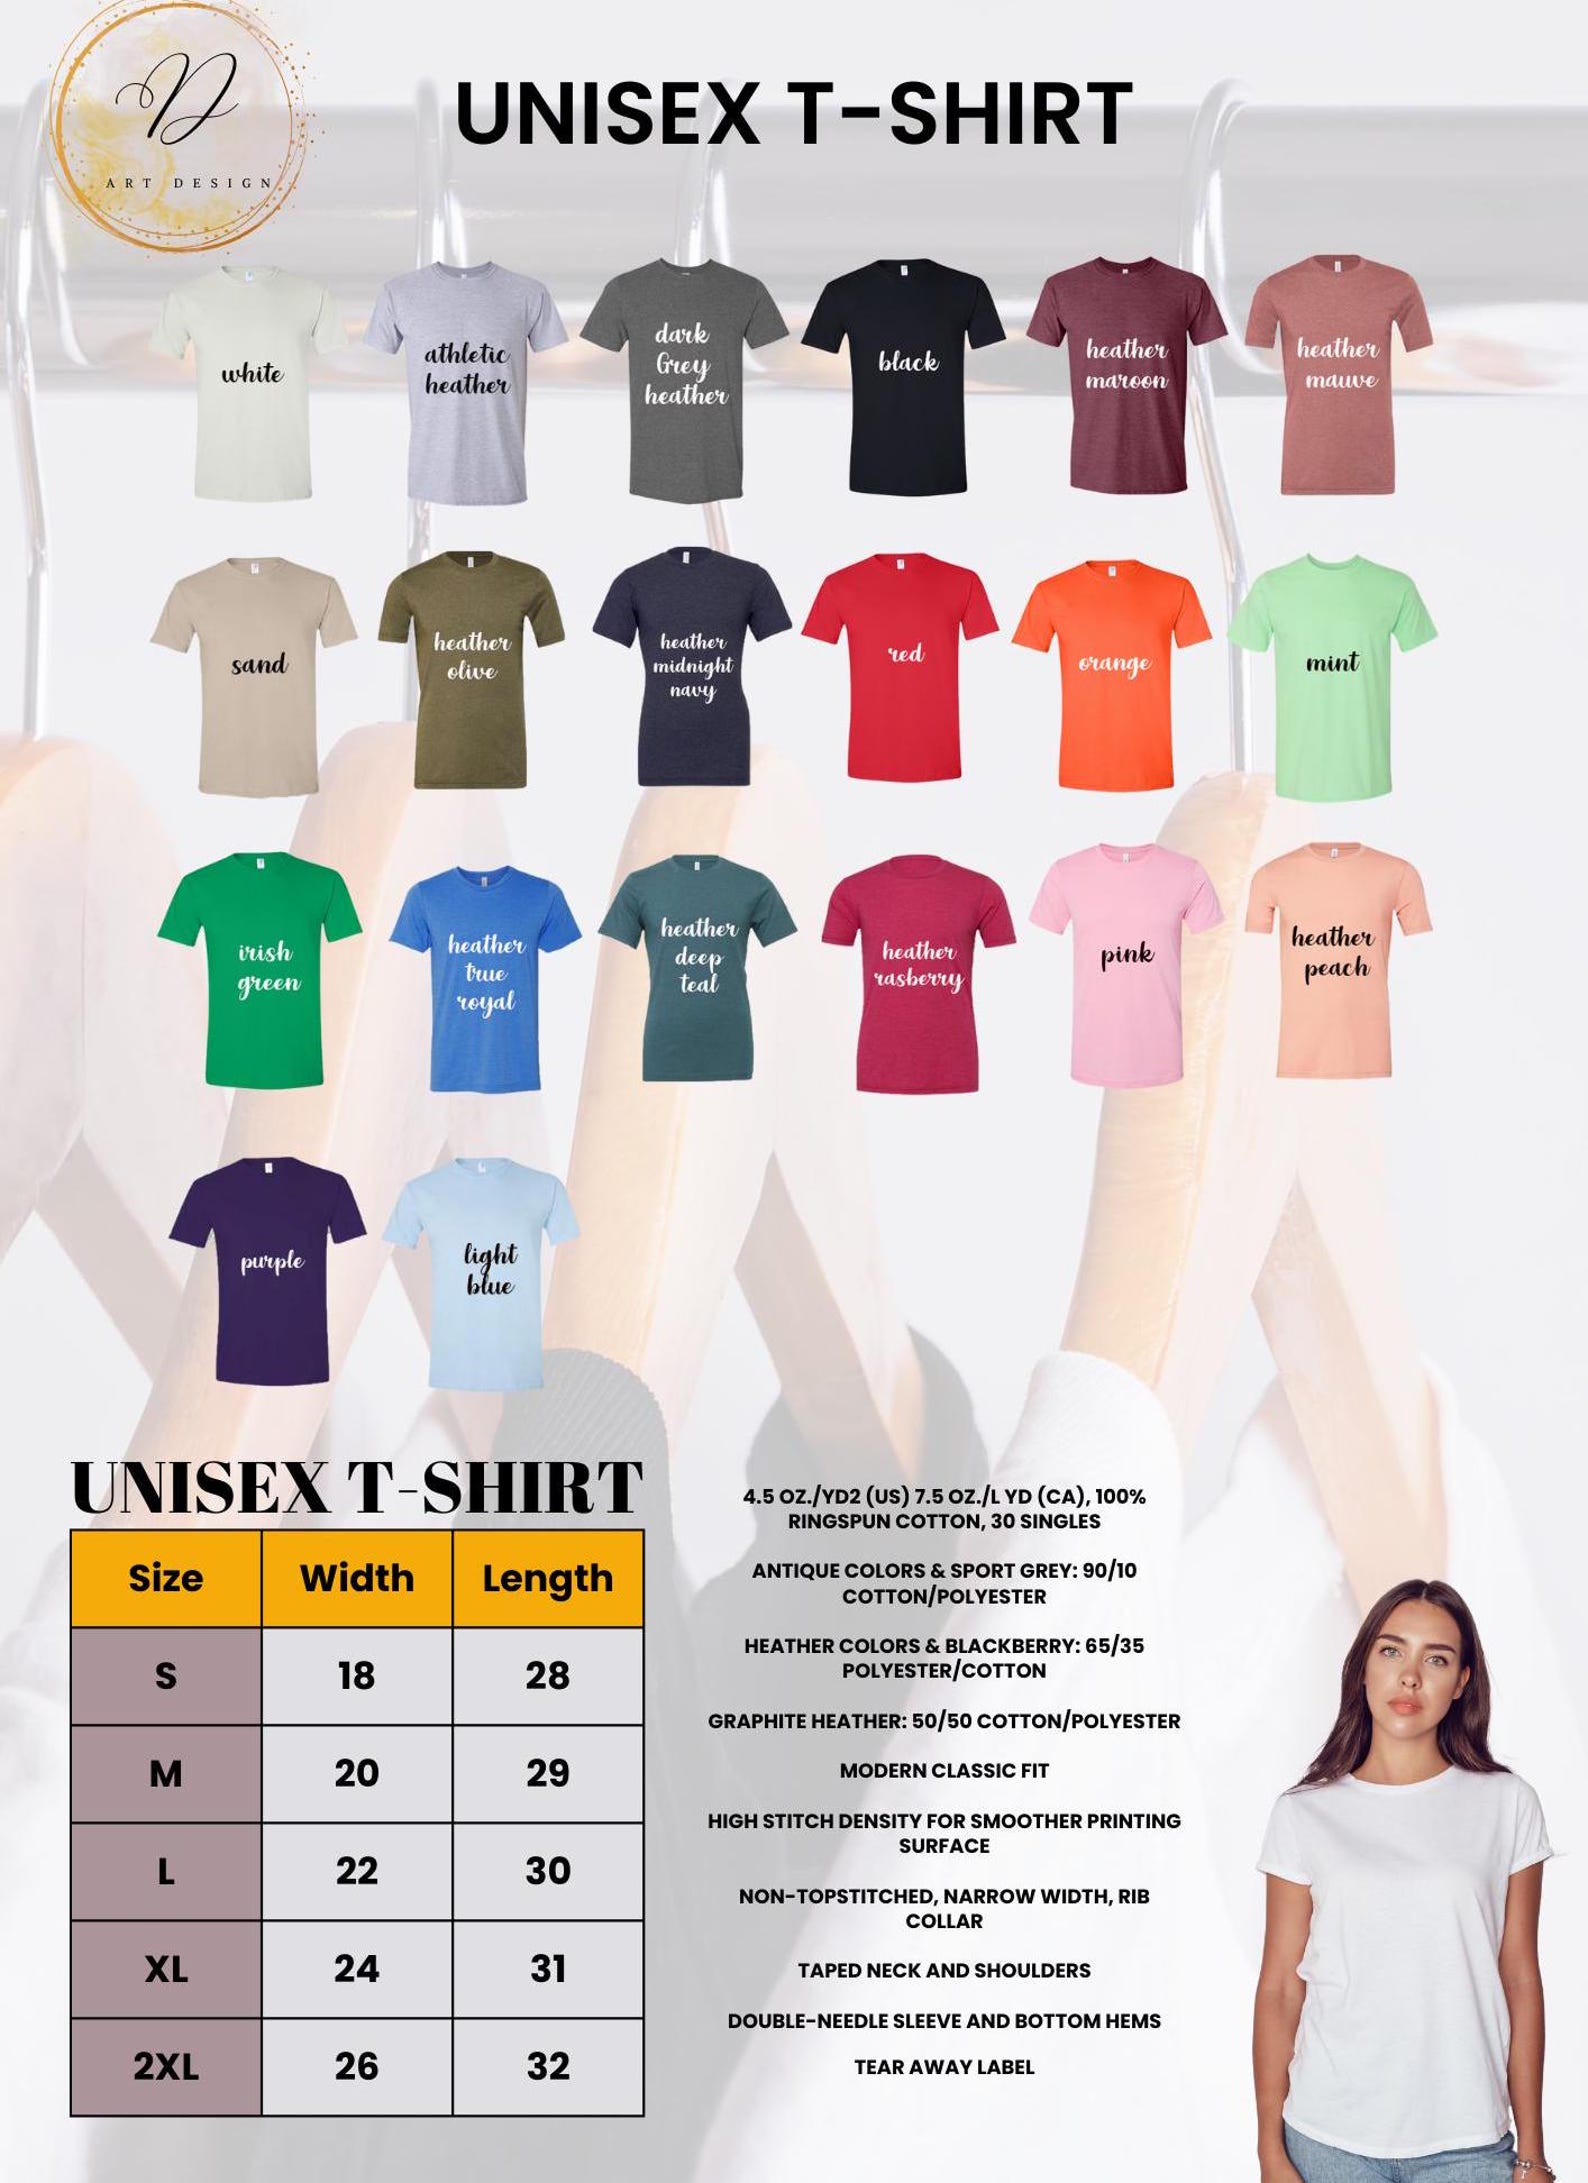 D
ART DESIGN
UNISEX T-SHIRT
white
athletic
heather
dark
Grey
heather
black
heather
maroon
heather
mauve
sand
heather
olive
heather
midnight
navy
red
orange
mint
irish
green
heather
true
royal
heather
deep
teal
heather
rasberry
pink
heather
peach
purple
light
blue
UNISEX T-SHIRT
Size Width Length
S 18 28
M 20 29
L 22 30
XL 24 31
2XL 26 32
4.5 OZ./YD2 (US) 7.5 OZ./L YD (CA), 100%
RINGSPUN COTTON, 30 SINGLES
ANTIQUE COLORS & SPORT GREY: 90/10
COTTON/POLYESTER
HEATHER COLORS & BLACKBERRY: 65/35
POLYESTER/COTTON
GRAPHITE HEATHER: 50/50 COTTON/POLYESTER
MODERN CLASSIC FIT
HIGH STITCH DENSITY FOR SMOOTHER PRINTING
SURFACE
NON-TOPSTITCHED, NARROW WIDTH, RIB
COLLAR
TAPED NECK AND SHOULDERS
DOUBLE-NEEDLE SLEEVE AND BOTTOM HEMS
TEAR AWAY LABEL